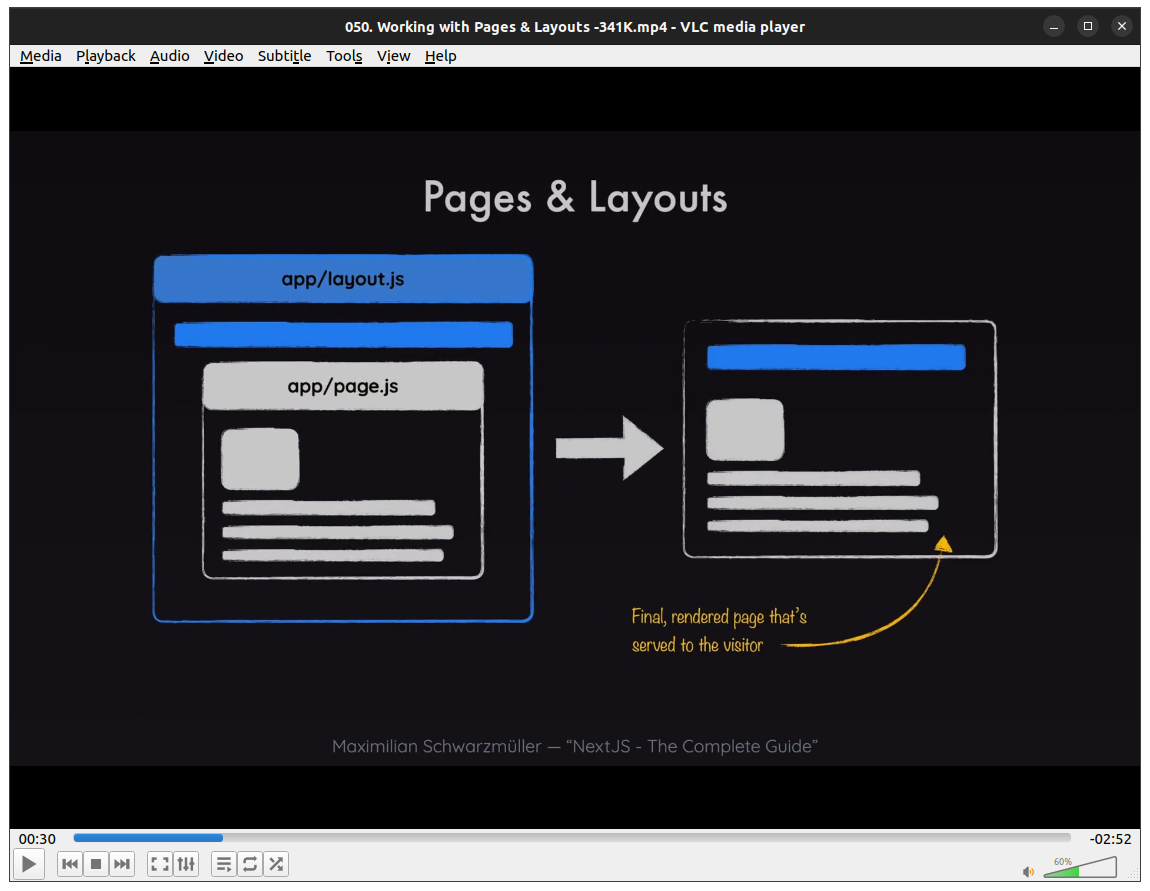 050. Working with Pages & Layouts -341K.mp4 - VLC media player
Media Playback Audio Video Subtitle Tools View Help
Pages & Layouts
app/layout.js
app/page.js
Final, rendered page that's
served to the visitor
Maximilian Schwarzmüller — “NextJS - The Complete Guide”
00:30 -02:52
60%